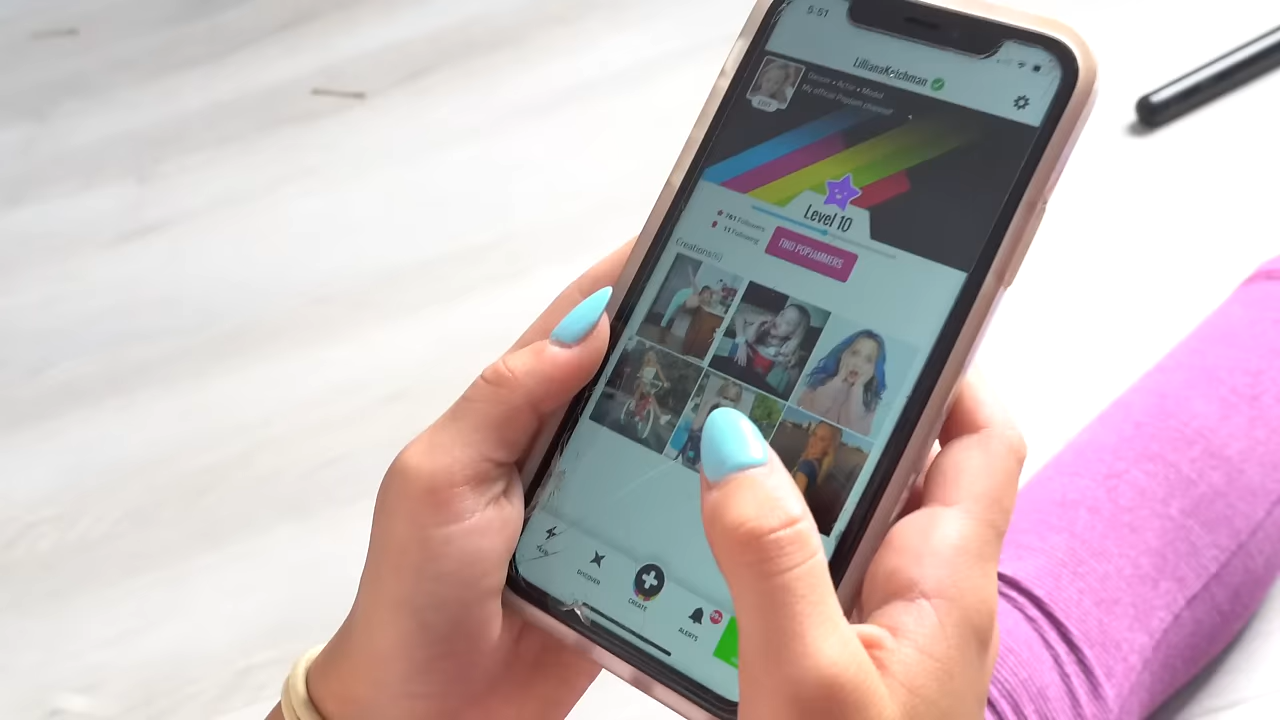 5:51
LillianaKetchman
Dancer • Actor • Model
My official Popjam channel
EDIT
Level 10
761 Followers
11 Following
FIND POPJAMMERS
Creations(6)
DISCOVER
CREATE
ALERTS